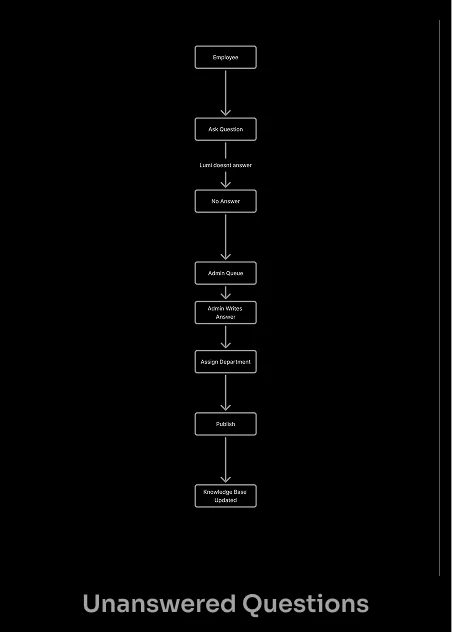 Employee
Ask Question
Lumi doesnt answer
No Answer
Admin Queue
Admin Writes
Answer
Assign Department
Publish
Knowledge Base
Updated
Unanswered Questions